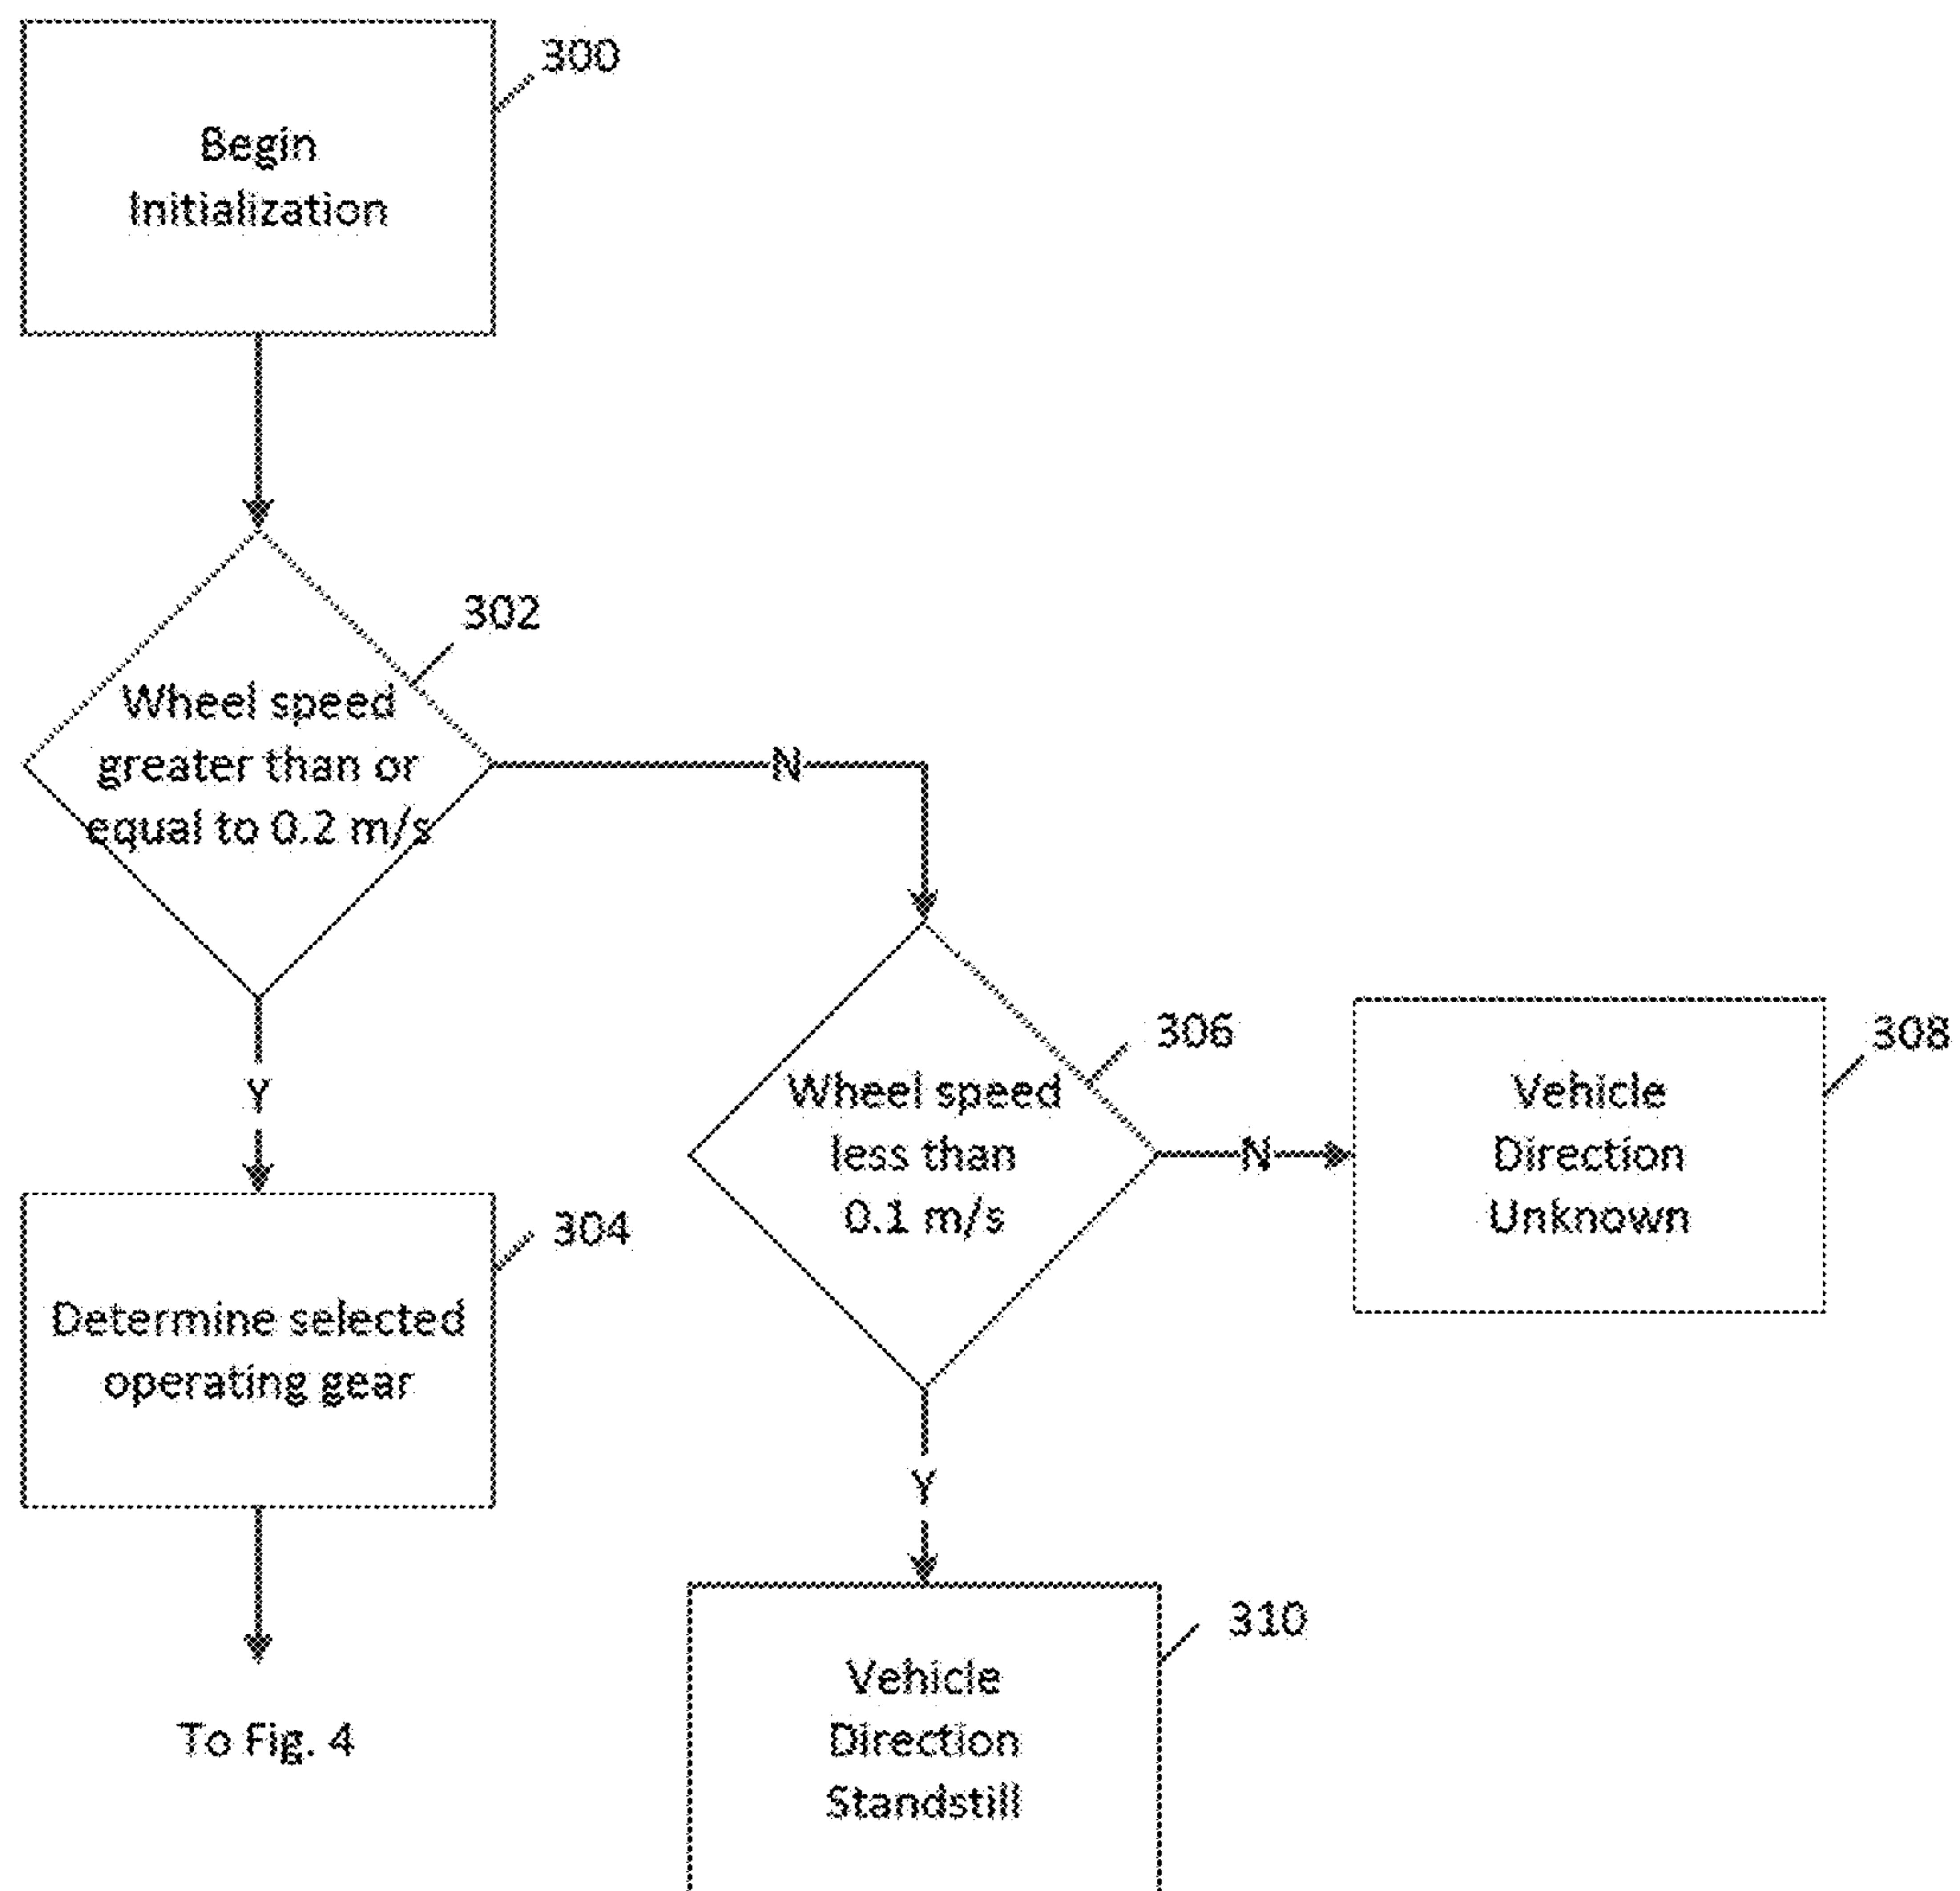 300
Begin
Initialization
302
Wheel speed
greater than or
equal to 0.2 m/s
N
Y
306
Wheel speed
less than
0.1 m/s
N
308
Vehicle
Direction
Unknown
304
Determine selected
operating gear
Y
310
Vehicle
Direction
Standstill
To Fig. 4